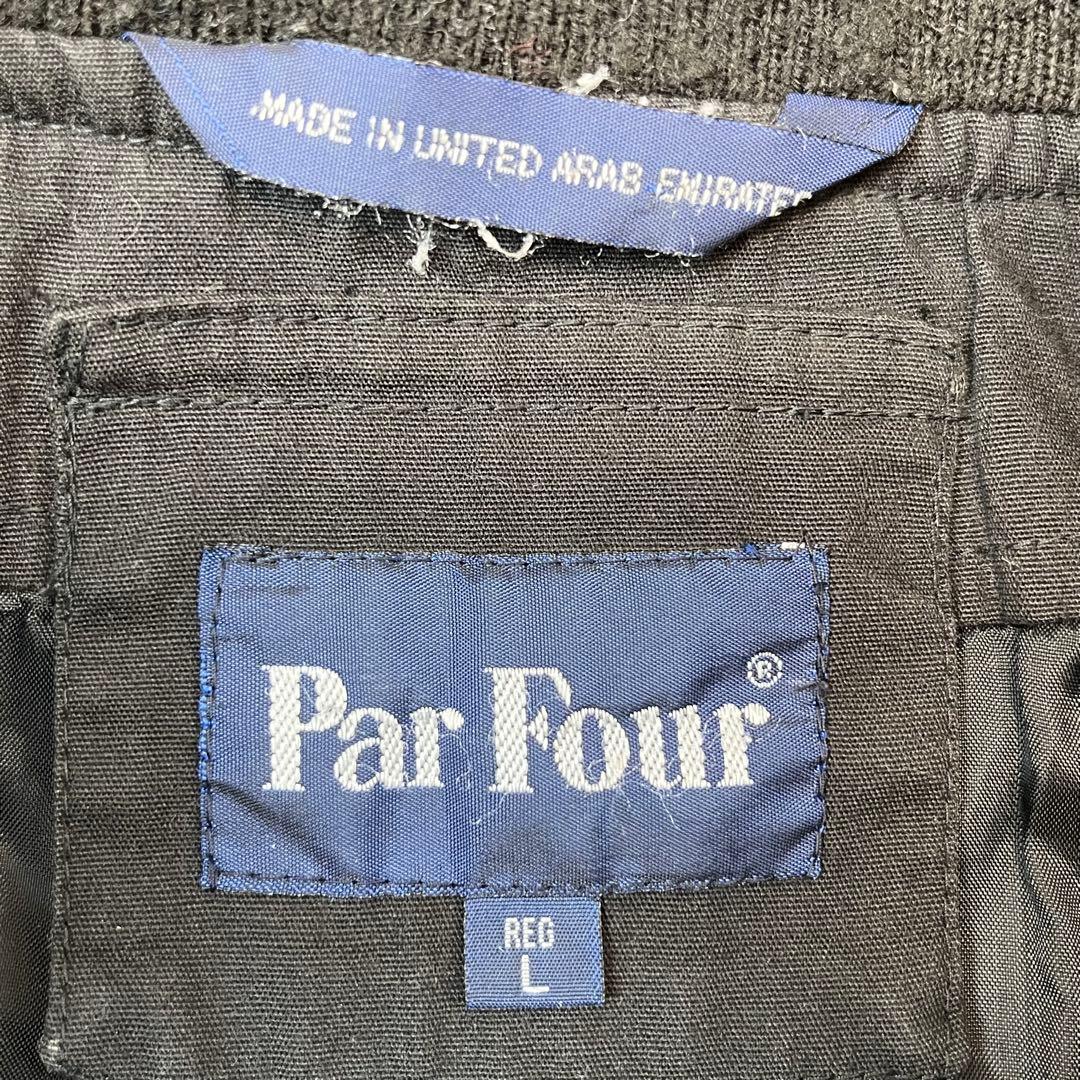 MADE IN UNITED ARAB EMIRATES
Par Four ®
REG
L